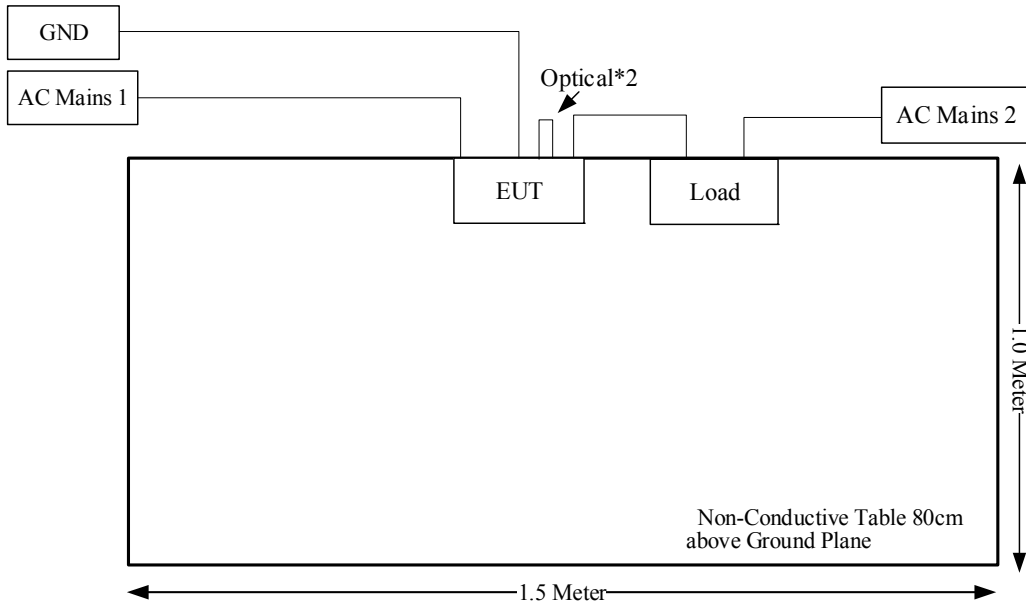 GND
AC Mains 1
Optical*2
AC Mains 2
EUT
Load
1.0 Meter
Non-Conductive Table 80cm
above Ground Plane
1.5 Meter